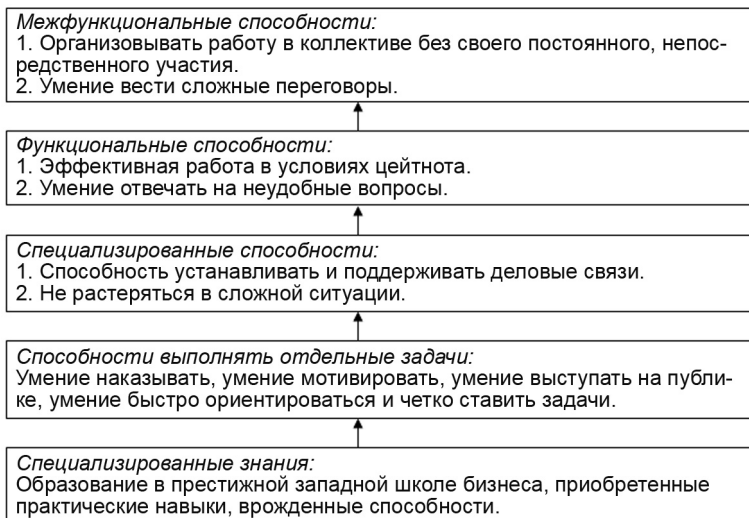 Межфункциональные способности:
1. Организовывать работу в коллективе без своего постоянного, непос-
редственного участия.
2. Умение вести сложные переговоры.
Функциональные способности:
1. Эффективная работа в условиях цейтнота.
2. Умение отвечать на неудобные вопросы.
Специализированные способности:
1. Способность устанавливать и поддерживать деловые связи.
2. Не растеряться в сложной ситуации.
Способности выполнять отдельные задачи:
Умение наказывать, умение мотивировать, умение выступать на публи-
ке, умение быстро ориентироваться и четко ставить задачи.
Специализированные знания:
Образование в престижной западной школе бизнеса, приобретенные
практические навыки, врожденные способности.